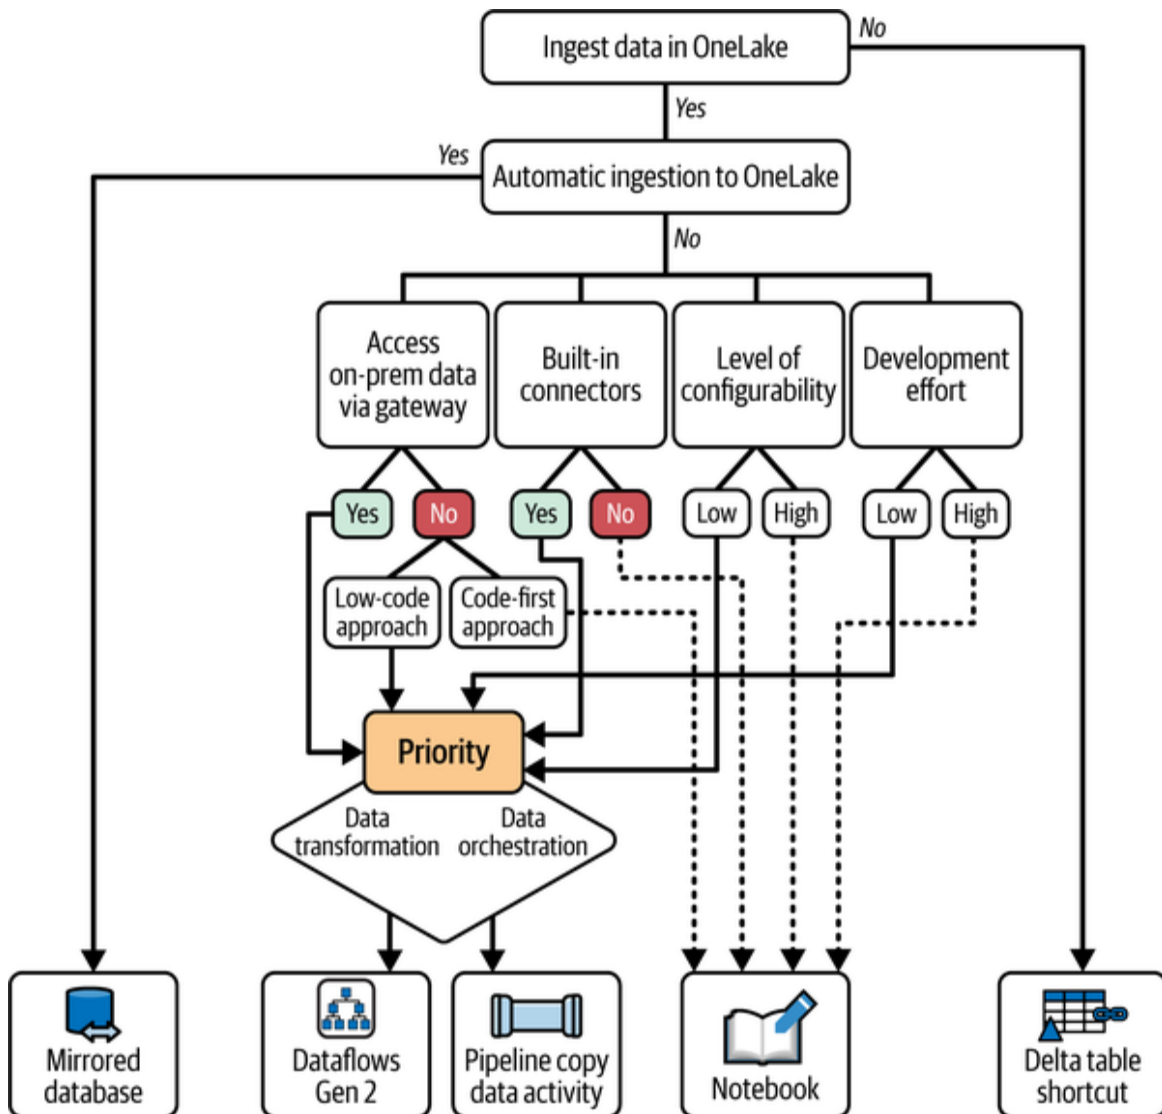 Ingest data in OneLake
No
Yes
Yes
Automatic ingestion to OneLake
No
Access
on-prem data
via gateway
Built-in
connectors
Level of
configurability
Development
effort
Yes
No
Yes
No
Low
High
Low
High
Low-code
approach
Code-first
approach
Priority
Data
transformation
Data
orchestration
Mirrored
database
Dataflows
Gen 2
Pipeline copy
data activity
Notebook
Delta table
shortcut